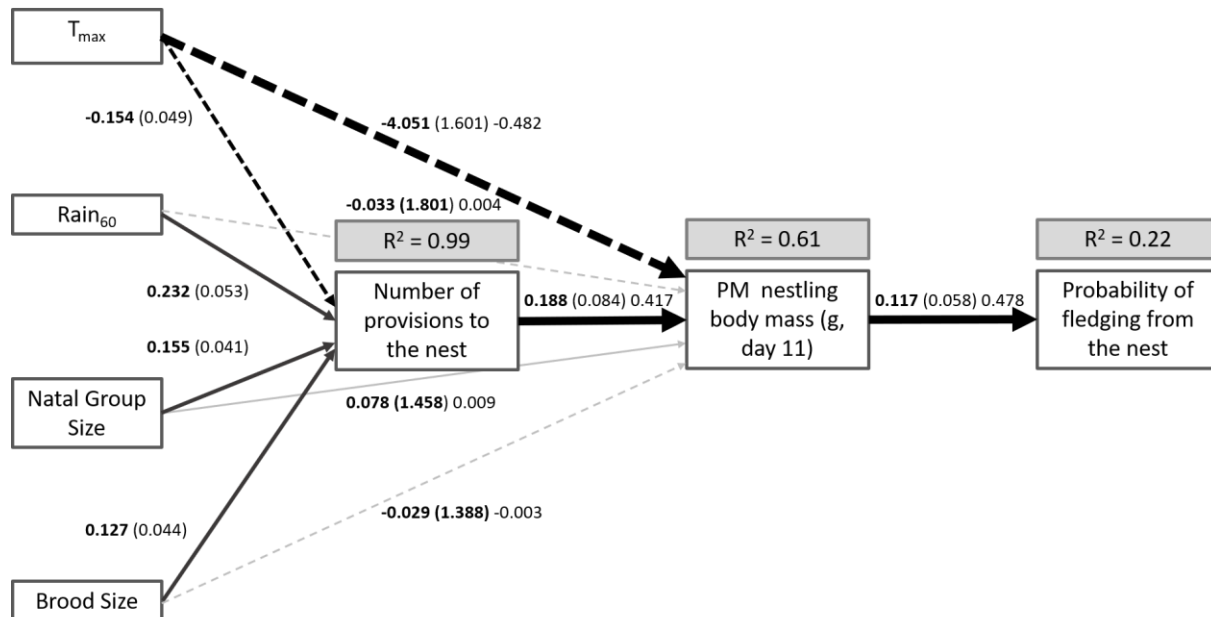 Tmax
-0.154 (0.049)
-4.051 (1.601) -0.482
Rain60
-0.033 (1.801) 0.004
R2 = 0.99
R2 = 0.61
R2 = 0.22
0.232 (0.053)
Number of
provisions to
the nest
0.188 (0.084) 0.417
PM nestling
body mass (g,
day 11)
0.117 (0.058) 0.478
Probability of
fledging from
the nest
0.155 (0.041)
Natal Group
Size
0.078 (1.458) 0.009
0.127 (0.044)
-0.029 (1.388) -0.003
Brood Size